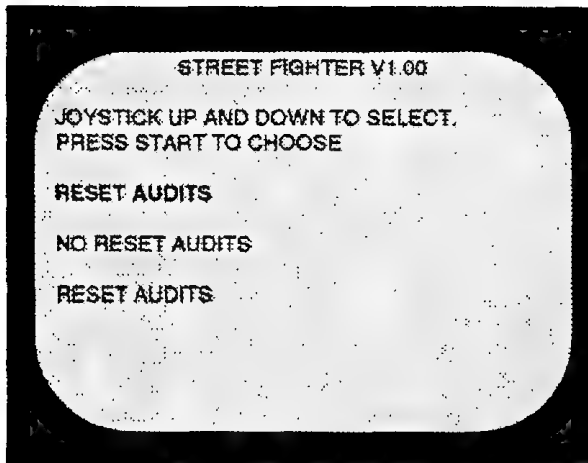 STREET FIGHTER V1.00
JOYSTICK UP AND DOWN TO SELECT.
PRESS START TO CHOOSE
RESET AUDITS
NO RESET AUDITS
RESET AUDITS